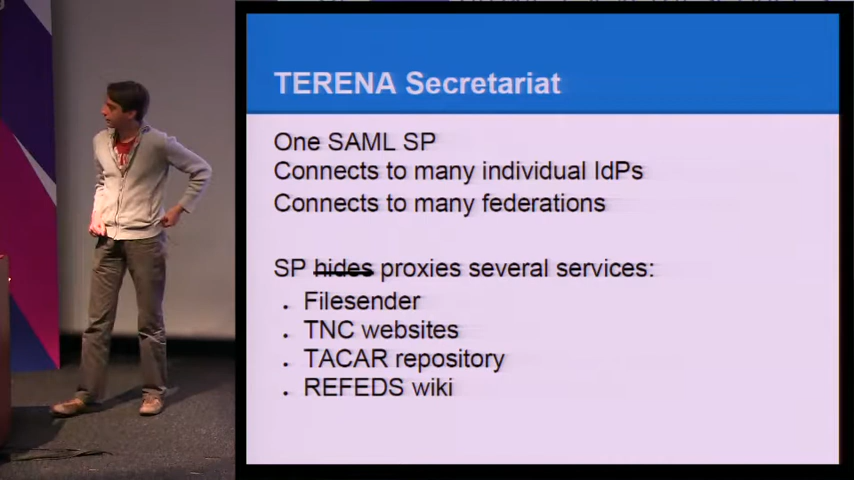 TERENA Secretariat
One SAML SP
Connects to many individual IdPs
Connects to many federations
SP hides proxies several services:
Filesender
TNC websites
TACAR repository
REFEDS wiki